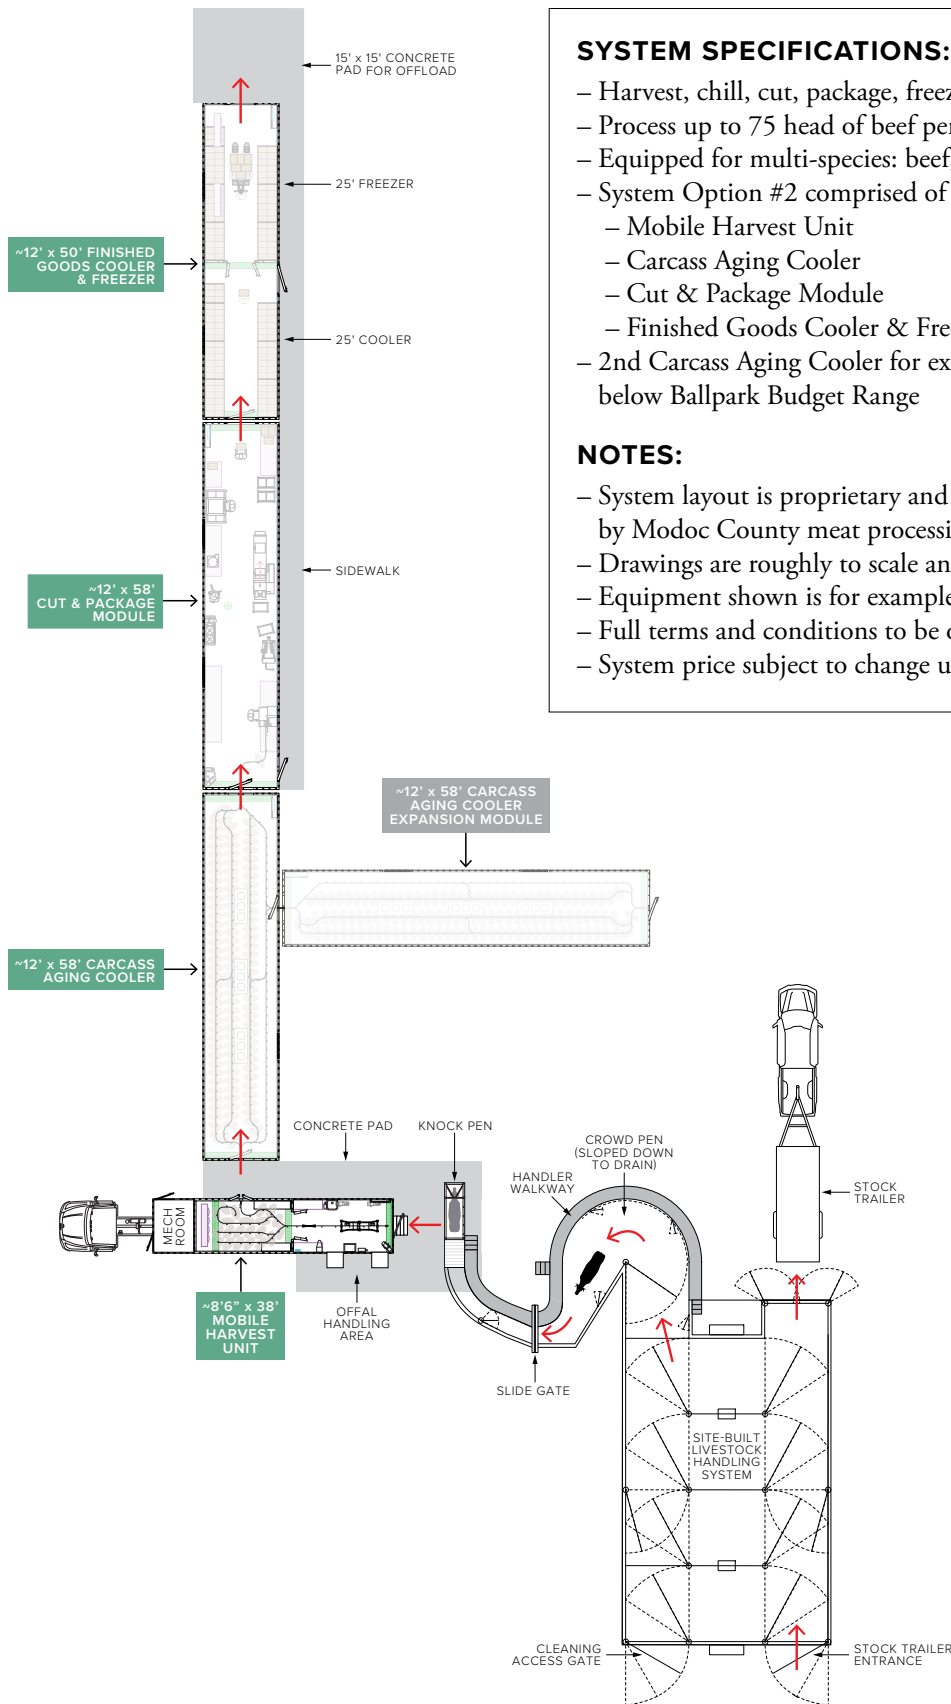 15' x 15' CONCRETE
PAD FOR OFFLOAD
25' FREEZER
~12' x 50' FINISHED
GOODS COOLER
& FREEZER
25' COOLER
~12' x 58'
CUT & PACKAGE
MODULE
SIDEWALK
~12' x 58' CARCASS
AGING COOLER
EXPANSION MODULE
~12' x 58' CARCASS
AGING COOLER
SYSTEM SPECIFICATIONS:
– Harvest, chill, cut, package, freez
– Process up to 75 head of beef per
– Equipped for multi-species: beef,
– System Option #2 comprised of
– Mobile Harvest Unit
– Carcass Aging Cooler
– Cut & Package Module
– Finished Goods Cooler & Fre
– 2nd Carcass Aging Cooler for ex
below Ballpark Budget Range
NOTES:
– System layout is proprietary and
by Modoc County meat processi
– Drawings are roughly to scale an
– Equipment shown is for example
– Full terms and conditions to be
– System price subject to change u
CONCRETE PAD
KNOCK PEN
CROWD PEN
(SLOPED DOWN
TO DRAIN)
HANDLER
WALKWAY
STOCK
TRAILER
MECH
ROOM
~8'6" x 38'
MOBILE
HARVEST
UNIT
OFFAL
HANDLING
AREA
SLIDE GATE
SITE-BUILT
LIVESTOCK
HANDLING
SYSTEM
CLEANING
ACCESS GATE
STOCK TRAILER
ENTRANCE